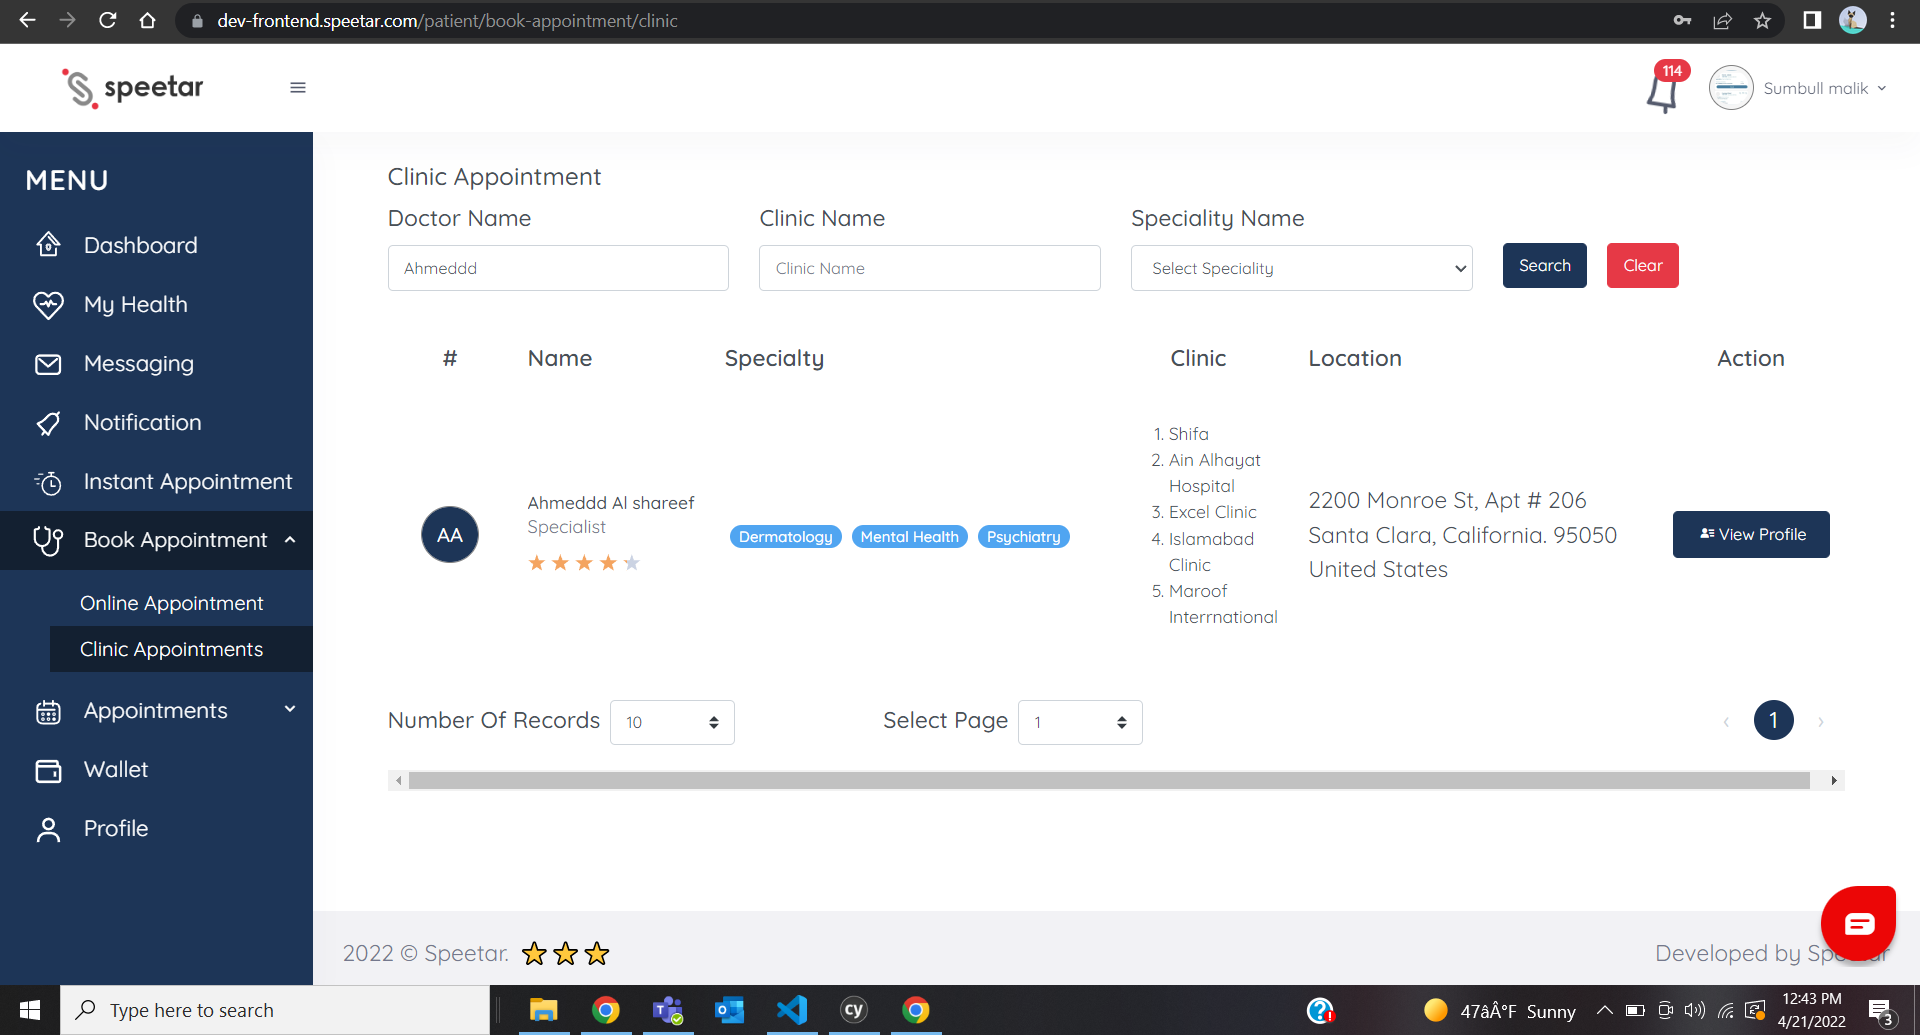 dev-frontend.speetar.com/patient/book-appointment/clinic
speetar
114
Sumbull malik
MENU
Dashboard
My Health
Messaging
Notification
Instant Appointment
Book Appointment
Online Appointment
Clinic Appointments
Appointments
Wallet
Profile
Clinic Appointment
Doctor Name
Clinic Name
Speciality Name
Ahmeddd
Clinic Name
Select Speciality
Search
Clear
#
Name
Specialty
Clinic
Location
Action
AA
Ahmeddd Al shareef
Specialist
Dermatology
Mental Health
Psychiatry
1. Shifa
2. Ain Alhayat
Hospital
3. Excel Clinic
4. Islamabad
Clinic
5. Maroof
Interrnational
2200 Monroe St, Apt # 206
Santa Clara, California. 95050
United States
View Profile
Number Of Records
10
Select Page
1
‹
1
›
2022 © Speetar.
Developed by Sp
Type here to search
cy
47â°F Sunny
12:43 PM
4/21/2022
3